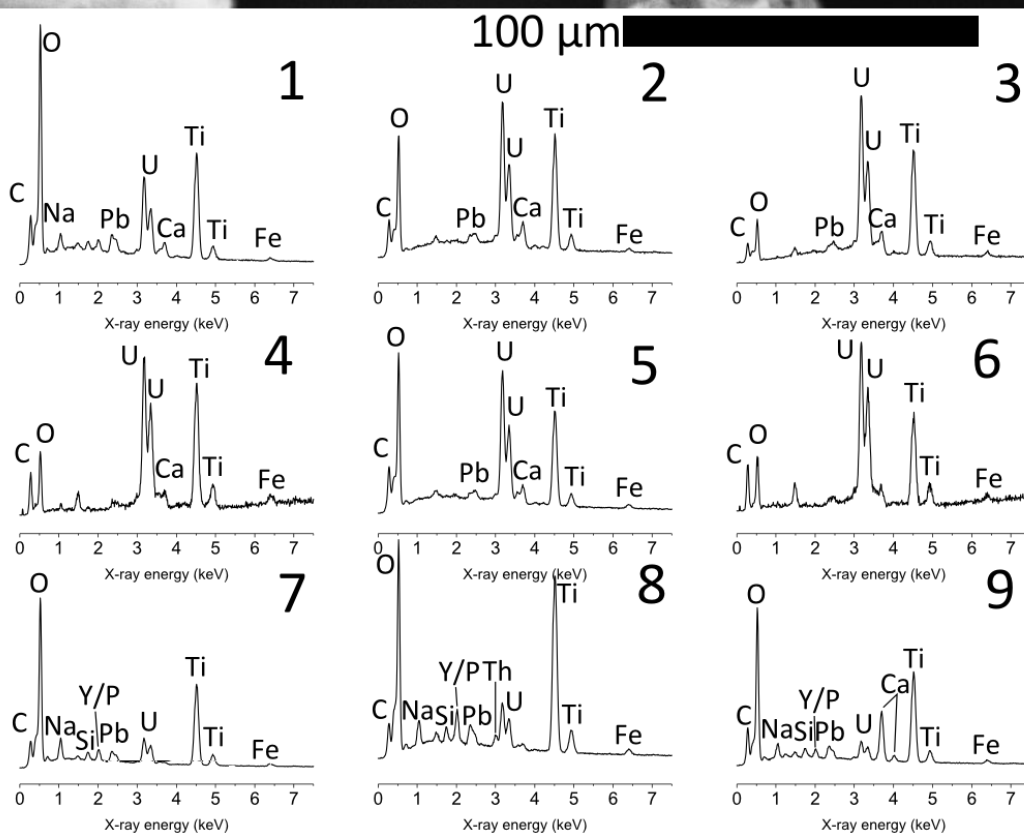 100 µm
1
O
C
Na
Pb
U
Ca
Ti
Ti
Fe
0 1 2 3 4 5 6 7
X-ray energy (keV)
2
C
O
Pb
U
U
Ca
Ti
Ti
Fe
0 1 2 3 4 5 6 7
X-ray energy (keV)
3
C
O
Pb
U
U
Ca
Ti
Ti
Fe
0 1 2 3 4 5 6 7
X-ray energy (keV)
4
C
O
U
U
Ca
Ti
Ti
Fe
0 1 2 3 4 5 6 7
X-ray energy (keV)
5
C
O
Pb
U
U
Ca
Ti
Ti
Fe
0 1 2 3 4 5 6 7
X-ray energy (keV)
6
C
O
U
U
Ti
Ti
Fe
0 1 2 3 4 5 6 7
X-ray energy (keV)
7
C
O
Na
Si
Y/P
Pb
U
Ti
Ti
Fe
0 1 2 3 4 5 6 7
X-ray energy (keV)
8
C
O
Na
Si
Y/P
Pb
Th
U
Ti
Ti
Fe
0 1 2 3 4 5 6 7
X-ray energy (keV)
9
C
O
Na
Si
Y/P
Pb
U
Ca
Ti
Ti
Fe
0 1 2 3 4 5 6 7
X-ray energy (keV)